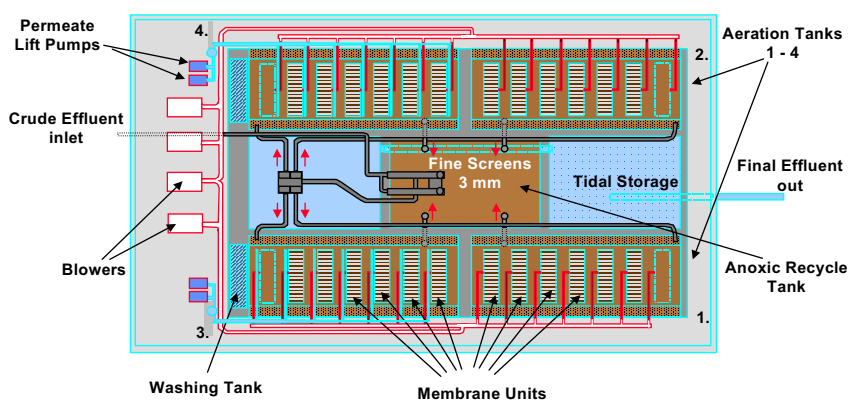 Permeate
Lift Pumps
4.
2.
Aeration Tanks
1 - 4
Crude Effluent
inlet
Fine Screens
3 mm
Tidal Storage
Final Effluent
out
Blowers
Anoxic Recycle
Tank
3.
1.
Washing Tank
Membrane Units